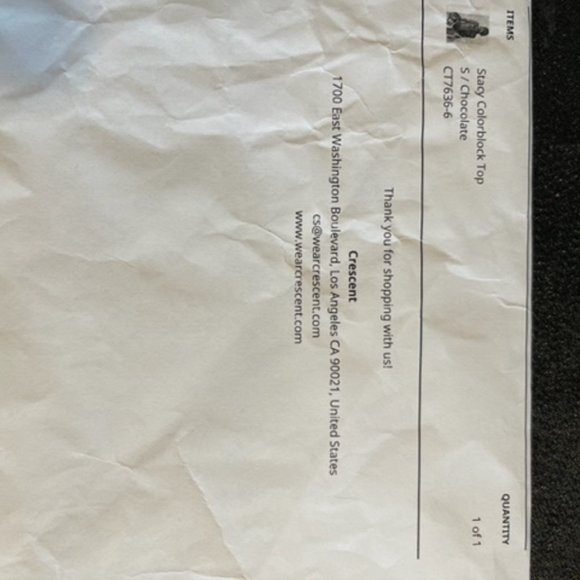 ITEMS QUANTITY
Stacy Colorblock Top 1 of 1
S / Chocolate
CT7636-6
Thank you for shopping with us!
Crescent
1700 East Washington Boulevard, Los Angeles CA 90021, United States
cs@wearcrescent.com
www.wearcrescent.com